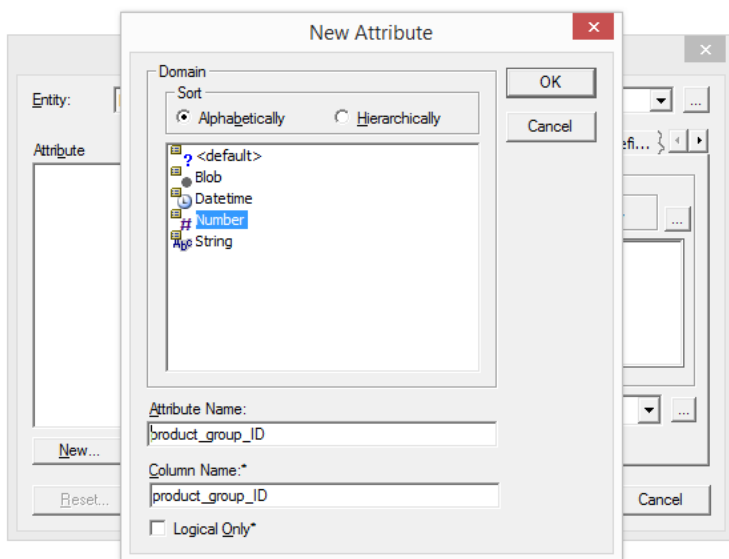 New Attribute
Domain
Sort
Alphabetically
Hierarchically
<default>
Blob
Datetime
Number
String
OK
Cancel
Attribute Name:
product_group_ID
Column Name:*
product_group_ID
Logical Only*
Entity:
Attribute
New...
Reset...
Cancel
...
...
...